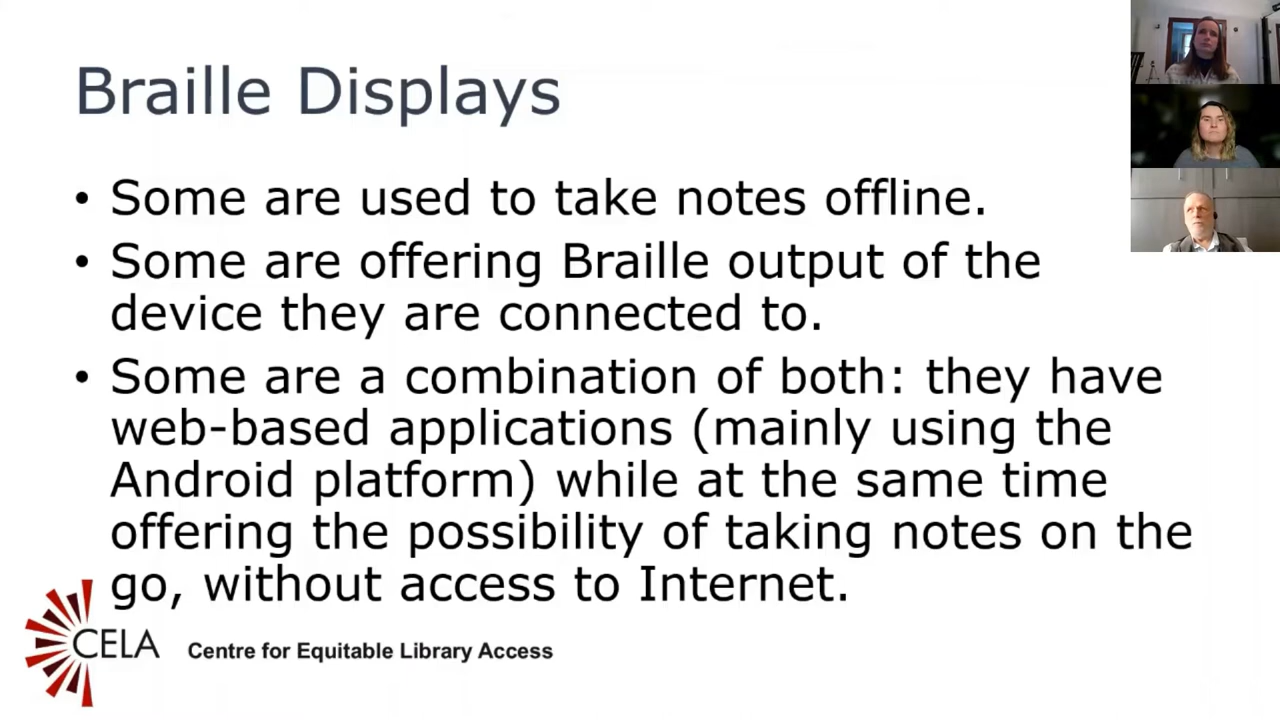 Braille Displays
• Some are used to take notes offline.
• Some are offering Braille output of the
device they are connected to.
• Some are a combination of both: they have
web-based applications (mainly using the
Android platform) while at the same time
offering the possibility of taking notes on the
go, without access to Internet.
CELA
Centre for Equitable Library Access